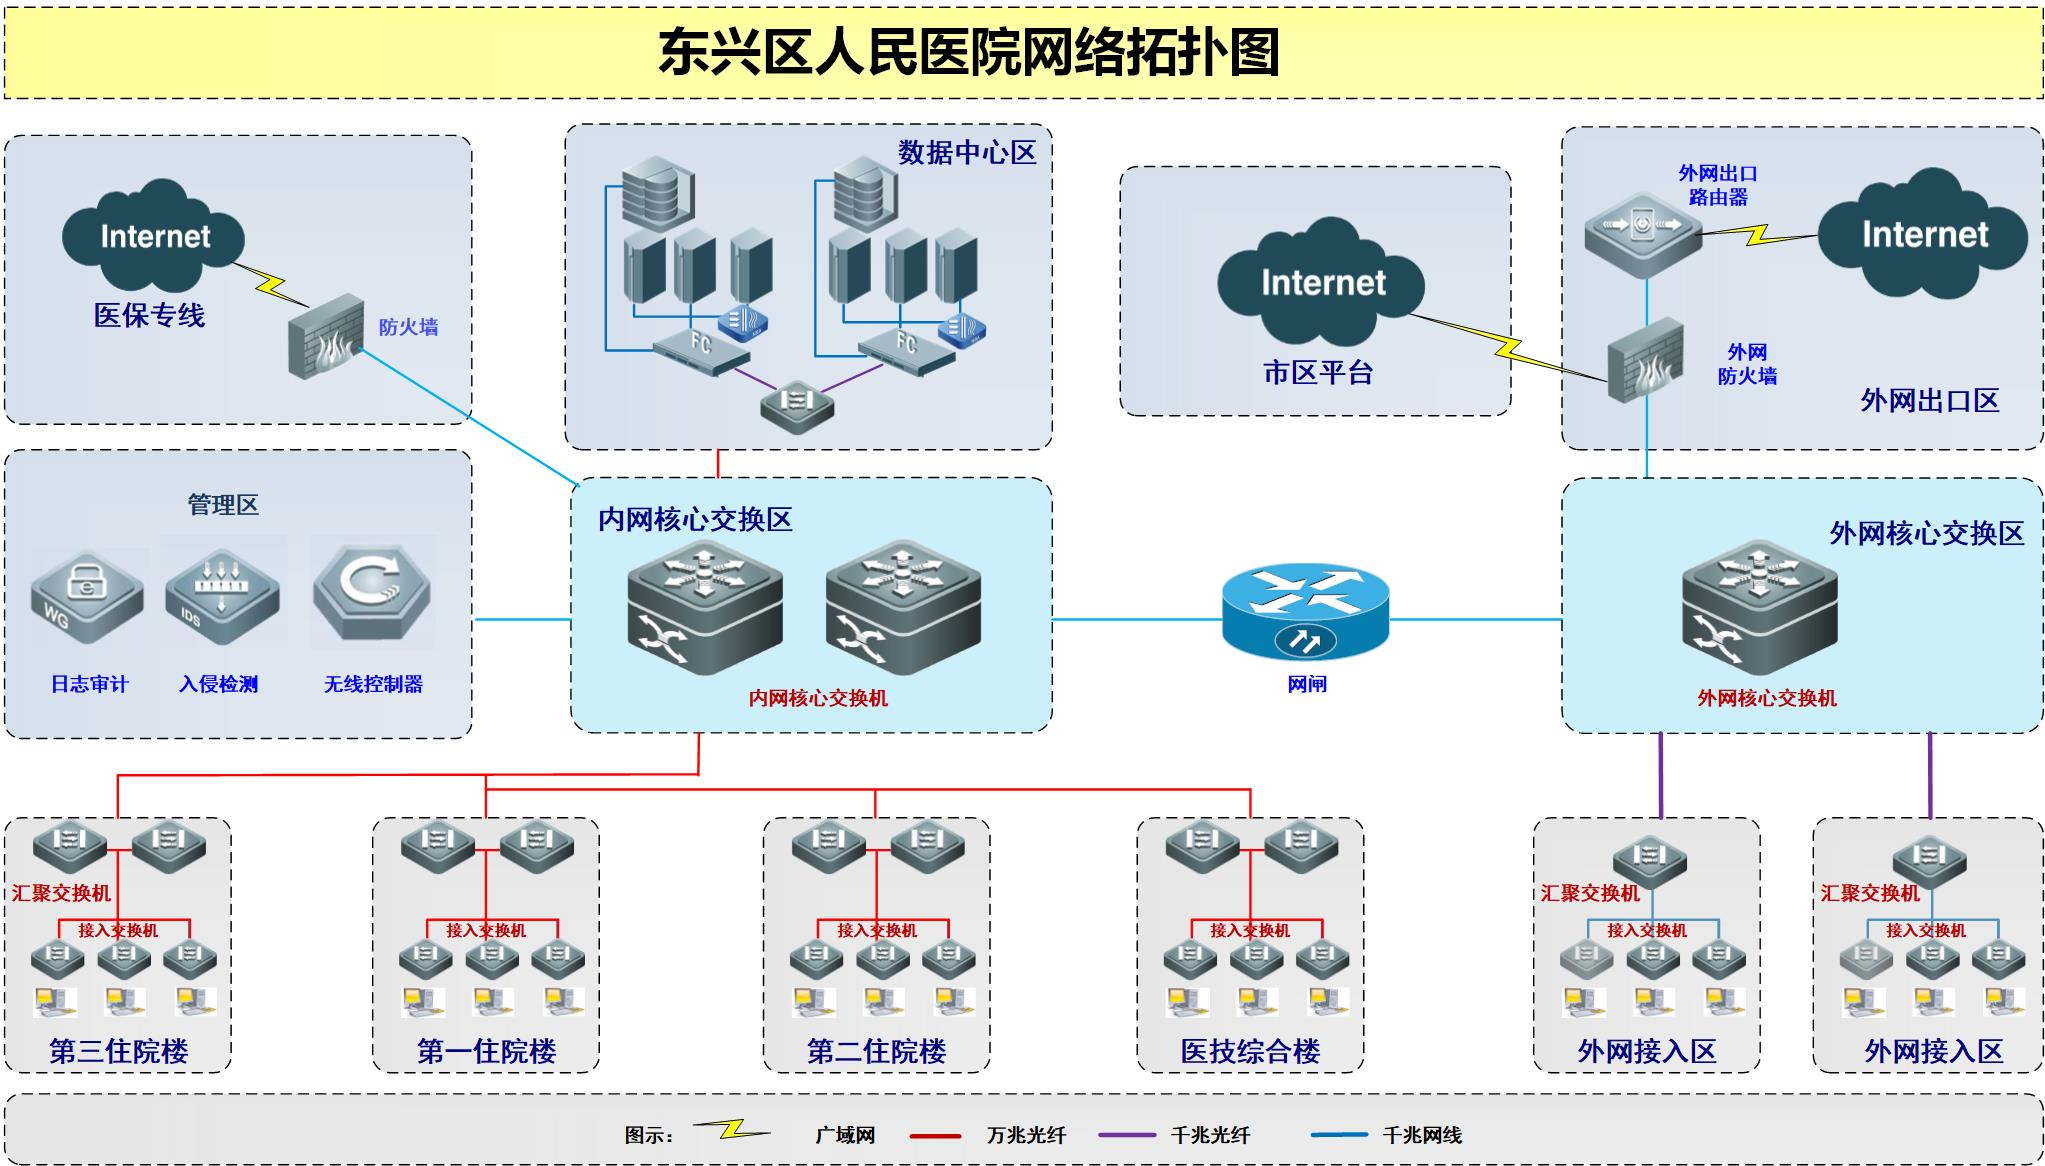 东兴区人民医院网络拓扑图
Internet
医保专线
防火墙
数据中心区
FC
FC
Internet
市区平台
外网出口
路由器
Internet
外网
防火墙
外网出口区
管理区
WG
IDS
日志审计
入侵检测
无线控制器
内网核心交换区
内网核心交换机
网闸
外网核心交换区
外网核心交换机
汇聚交换机
接入交换机
第三住院楼
接入交换机
第一住院楼
接入交换机
第二住院楼
接入交换机
医技综合楼
汇聚交换机
接入交换机
外网接入区
汇聚交换机
接入交换机
外网接入区
图示：
广域网
万兆光纤
千兆光纤
千兆网线